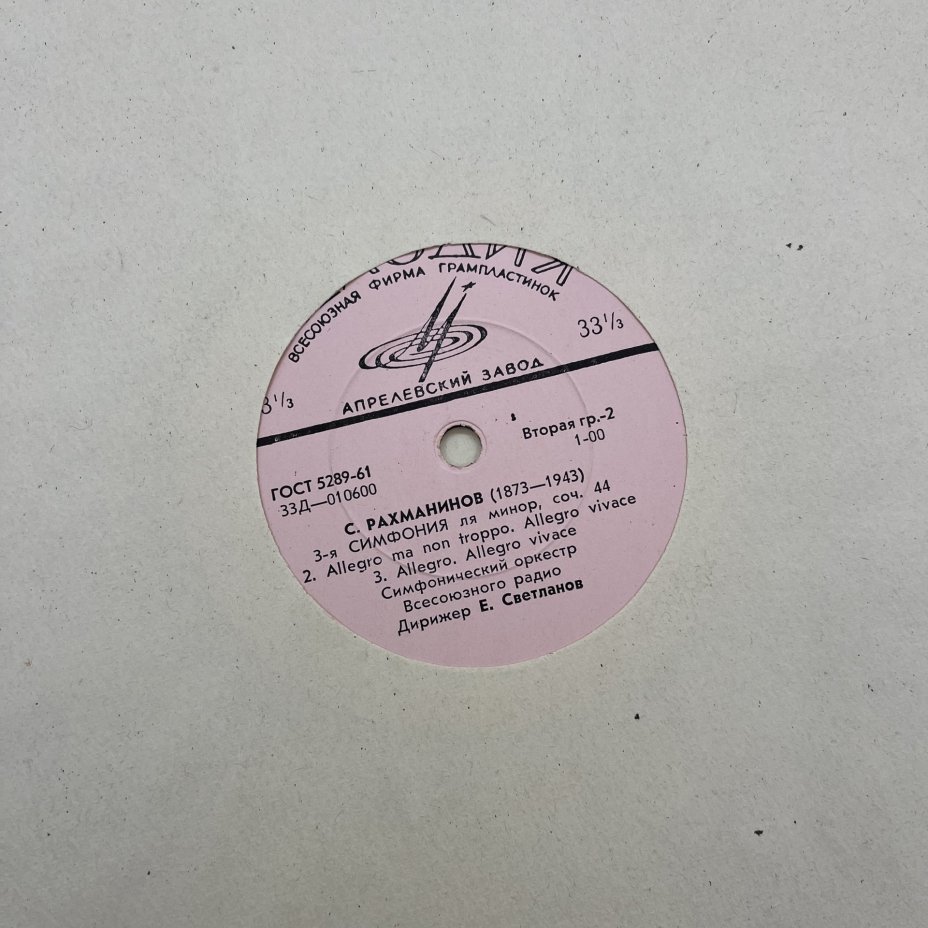 ВСЕСОЮЗНАЯ ФИРМА ГРАМПЛАСТИНОК
33¹/₃
3¹/₃
АПРЕЛЕВСКИЙ ЗАВОД
Вторая гр.-2
1-00
ГОСТ 5289-61
33Д—010600
С. РАХМАНИНОВ (1873—1943)
3-я СИМФОНИЯ ля минор, соч. 44
2. Allegro ma non troppo. Allegro vivace
3. Allegro. Allegro vivace
Симфонический оркестр
Всесоюзного радио
Дирижер Е. Светланов